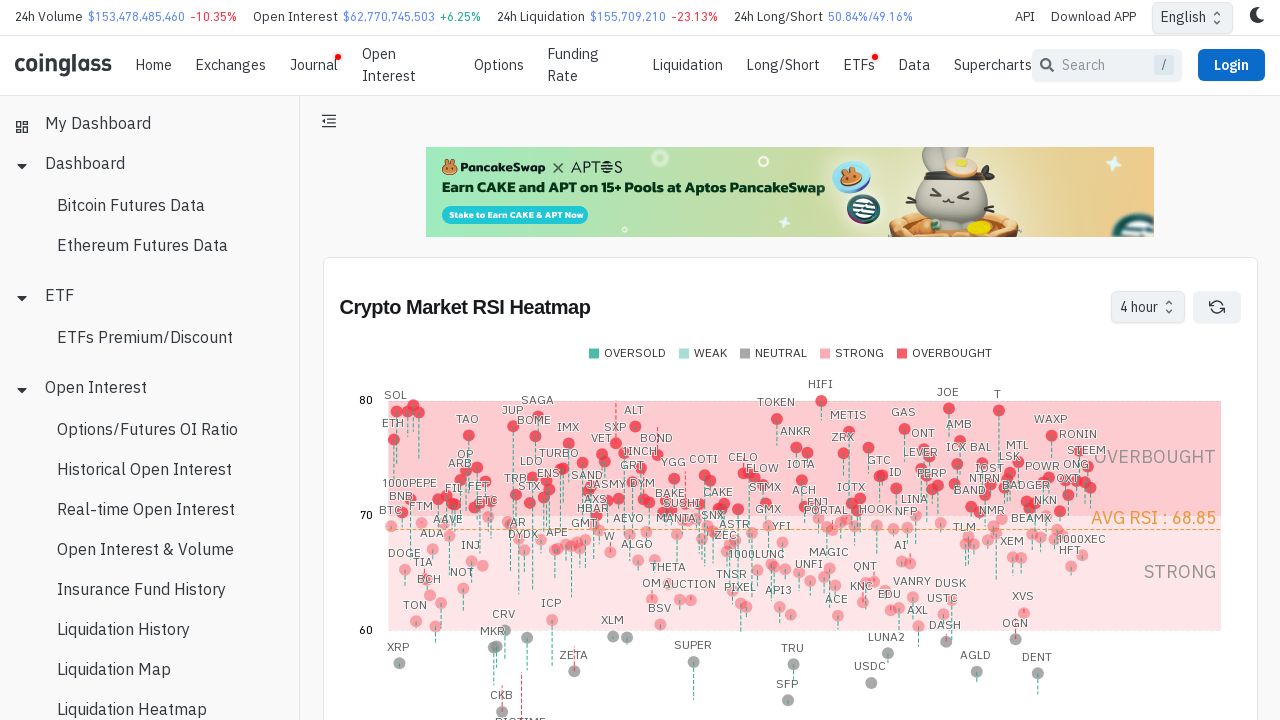 24h Volume $153,478,485,460 -10.35% Open Interest $62,770,745,503 +6.25% 24h Liquidation $155,709,210 -23.13% 24h Long/Short 50.84%/49.16% API Download APP English
coinglass Home Exchanges Journal Open Interest Options Funding Rate Liquidation Long/Short ETFs Data Supercharts Search / Login
My Dashboard
Dashboard
Bitcoin Futures Data
Ethereum Futures Data
ETF
ETFs Premium/Discount
Open Interest
Options/Futures OI Ratio
Historical Open Interest
Real-time Open Interest
Open Interest & Volume
Insurance Fund History
Liquidation History
Liquidation Map
Liquidation Heatmap
PancakeSwap × APTOS
Earn CAKE and APT on 15+ Pools at Aptos PancakeSwap
Stake to Earn CAKE & APT Now
Crypto Market RSI Heatmap
4 hour
OVERSOLD WEAK NEUTRAL STRONG OVERBOUGHT
80
70
60
OVERBOUGHT
AVG RSI : 68.85
STRONG
HIFI
SOL SAGA TOKEN JOE T
ETH TAO JUP BOME IMX SXP ALT METIS GAS AMB WAXP
VET BOND ANKR ZRX ONT RONIN
OP ARB LDO TURBO 1INCH GRT YGG COTI CELO IOTA GTC LEVER ICX BAL MTL LSK STEEM
1000PEPE FIL FET TRB STX ENS SAND JASMY DYM FLOW STMX ACH IOTX ID PERP IOST NTRN POWR ONG OXT
BTC BNB FTM ETC AXS HBAR BAKE SUSHI CAKE GMX ENJ PORTAL HOOK LINA NFP BAND BADGER NKN
ADA AAVE AR DYDX APE GMT AEVO MANTA SNX ASTR YFI NMR BEAMX
DOGE INJ W ALGO ZEC 1000LUNC MAGIC AI TLM XEM 1000XEC HFT
TIA BCH NOT THETA TNSR UNFI QNT
OM AUCTION PIXEL API3 KNC VANRY DUSK
TON CRV ICP BSV ACE EDU AXL USTC XVS
MKR XLM LUNA2 DASH OGN
XRP ZETA SUPER TRU USDC AGLD DENT
CKB SFP